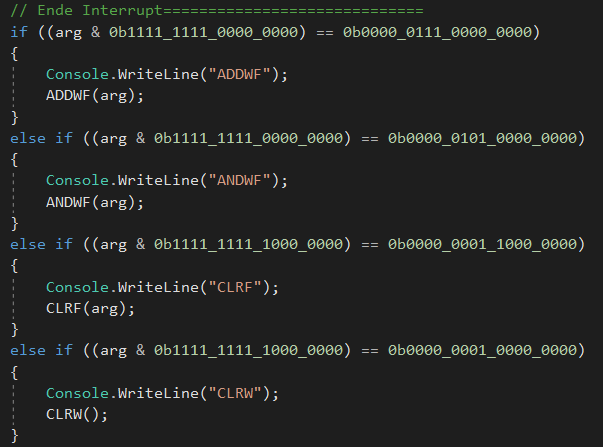 // Ende Interrupt=============================
if ((arg & 0b1111_1111_0000_0000) == 0b0000_0111_0000_0000)
{
    Console.WriteLine("ADDWF");
    ADDWF(arg);
}
else if ((arg & 0b1111_1111_0000_0000) == 0b0000_0101_0000_0000)
{
    Console.WriteLine("ANDWF");
    ANDWF(arg);
}
else if ((arg & 0b1111_1111_1000_0000) == 0b0000_0001_1000_0000)
{
    Console.WriteLine("CLRF");
    CLRF(arg);
}
else if ((arg & 0b1111_1111_1000_0000) == 0b0000_0001_0000_0000)
{
    Console.WriteLine("CLRW");
    CLRW();
}